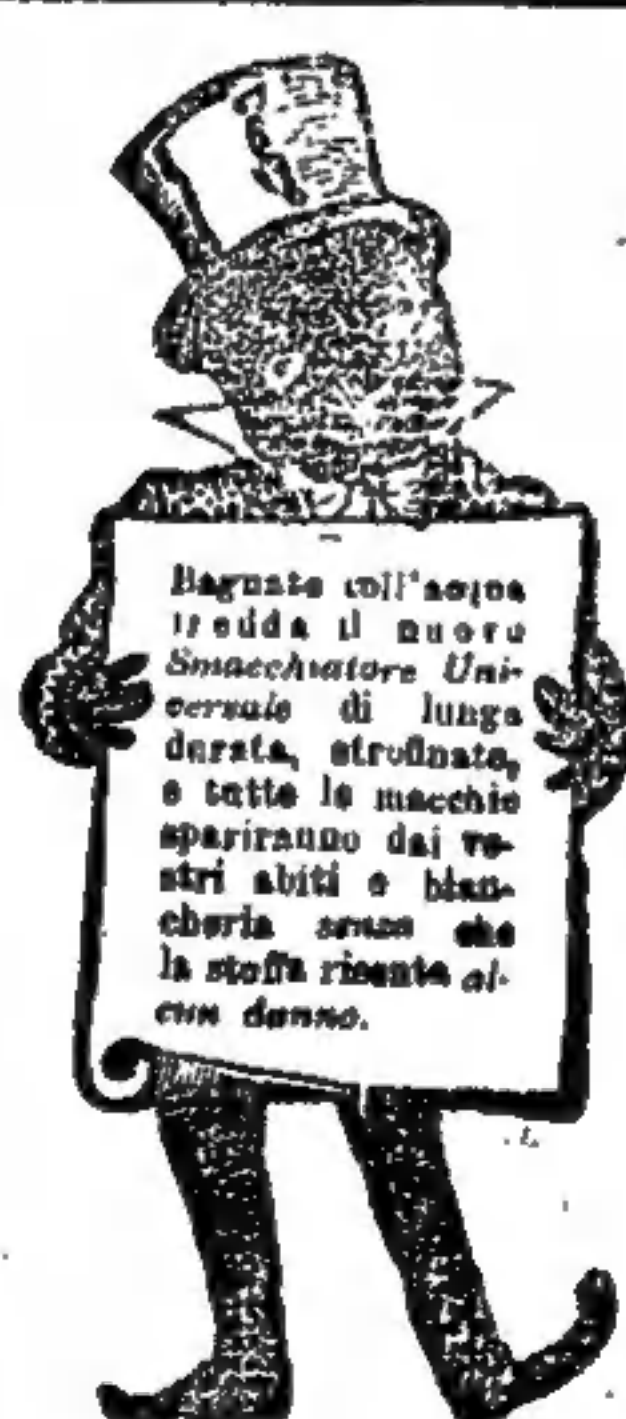 Bagnate coll'acqua
fredda il nuovo
Smacchiatore Uni-
versale di lunga
durata, strofinate,
e tutte le macchie
spariranno dai vo-
stri abiti e bian-
cheria senza che
la stoffa risenta al-
cun danno.